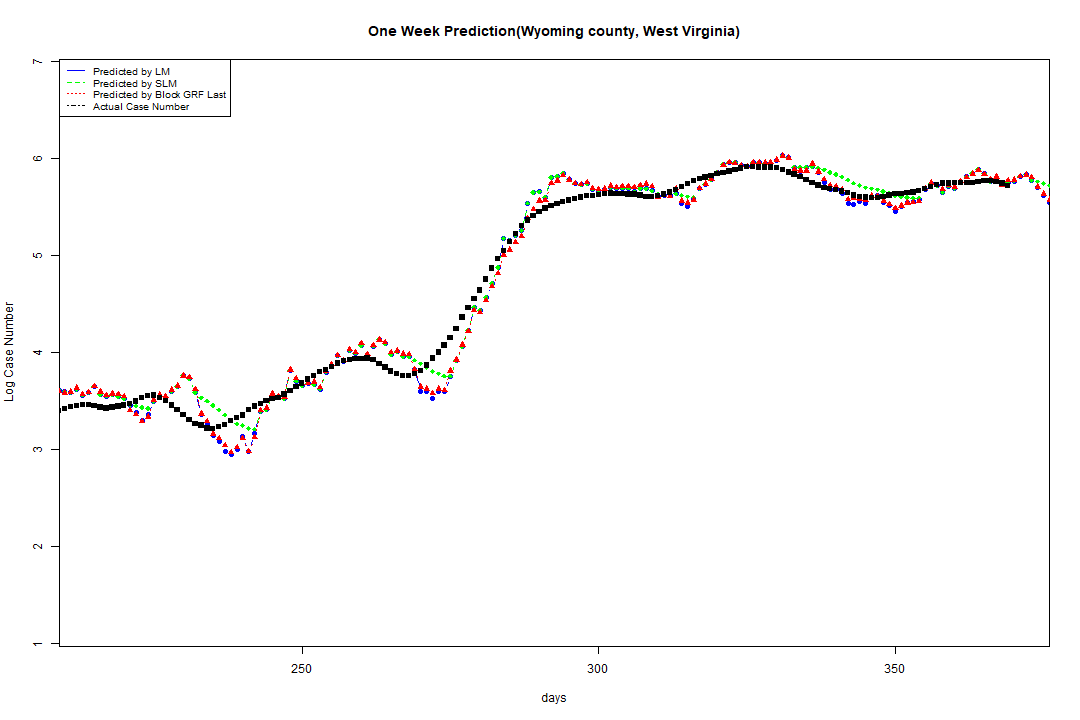 One Week Prediction(Wyoming county, West Virginia)
Predicted by LM
Predicted by SLM
Predicted by Block GRF Last
Actual Case Number
7
6
5
4
3
2
1
Log Case Number
250 300 350
days